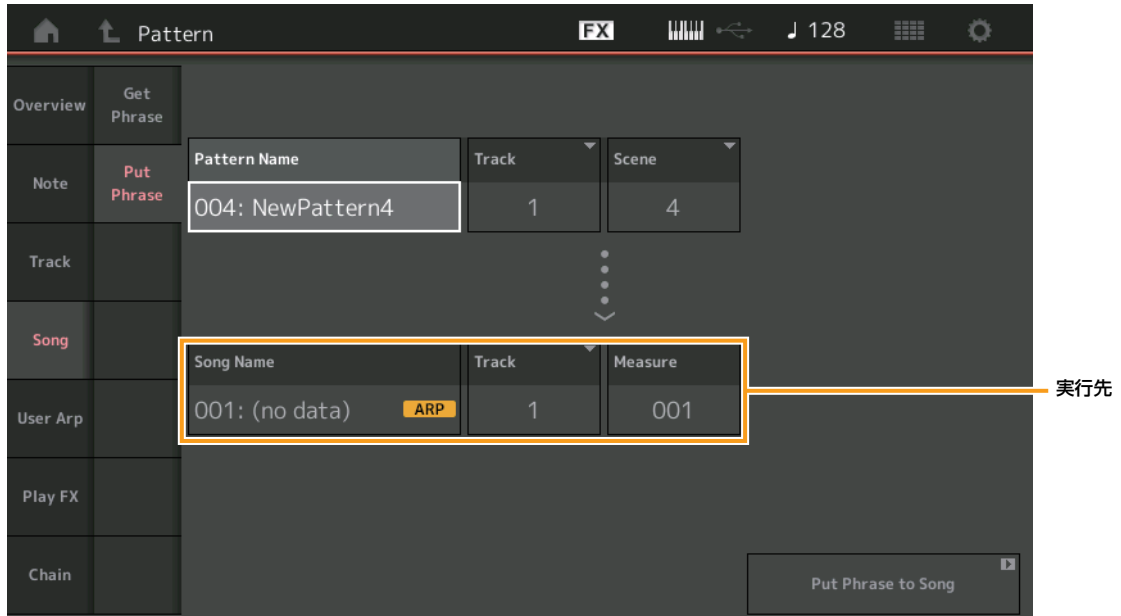 Pattern
FX
128
Overview
Get
Phrase
Note
Put
Phrase
Pattern Name
Track
Scene
004: NewPattern4
1
4
Track
Song
Song Name
Track
Measure
001: (no data)
ARP
1
001
実行先
User Arp
Play FX
Chain
Put Phrase to Song